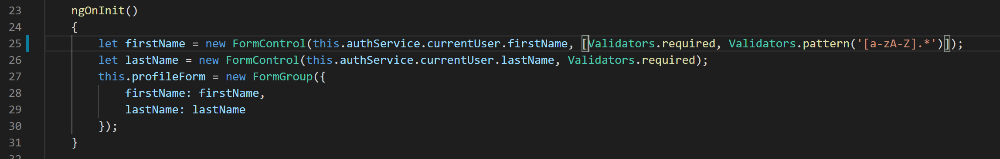 23 ngOnInit()
24 {
25 let firstName = new FormControl(this.authService.currentUser.firstName, [Validators.required, Validators.pattern('[a-zA-Z].*')]);
26 let lastName = new FormControl(this.authService.currentUser.lastName, Validators.required);
27 this.profileForm = new FormGroup({
28 firstName: firstName,
29 lastName: lastName
30 });
31 }
32